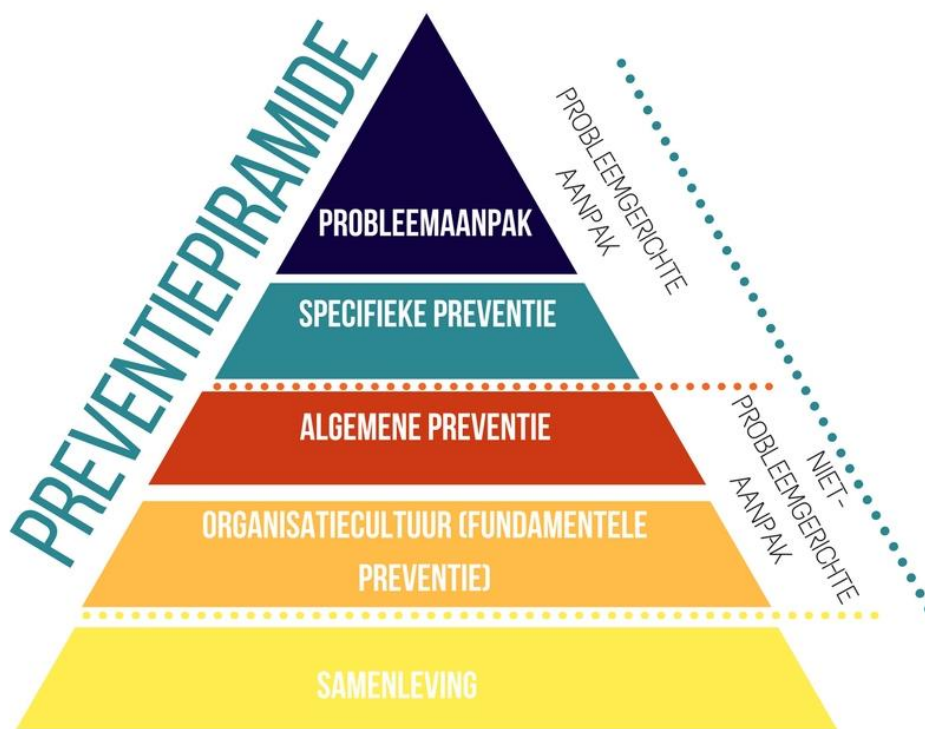 PREVENTIEPIRAMIDE
PROBLEEMAANPAK
PROBLEEMGERICHTE
AANPAK
SPECIFIEKE PREVENTIE
ALGEMENE PREVENTIE
NIET-
PROBLEEMGERICHTE
AANPAK
ORGANISATIECULTUUR (FUNDAMENTELE
PREVENTIE)
SAMENLEVING